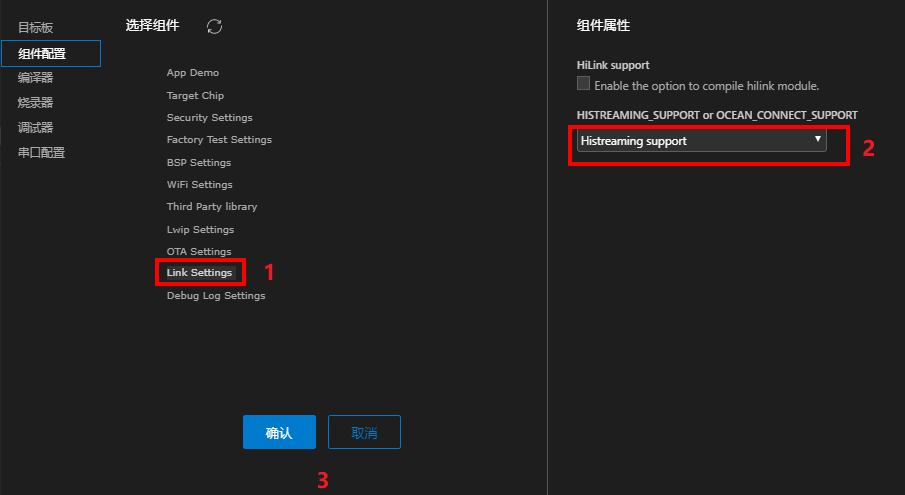 目标板
组件配置
编译器
烧录器
调试器
串口配置
选择组件
App Demo
Target Chip
Security Settings
Factory Test Settings
BSP Settings
WiFi Settings
Third Party library
Lwip Settings
OTA Settings
Link Settings
1
Debug Log Settings
确认
取消
3
组件属性
HiLink support
Enable the option to compile hilink module.
HISTREAMING_SUPPORT or OCEAN_CONNECT_SUPPORT
Histreaming support
2